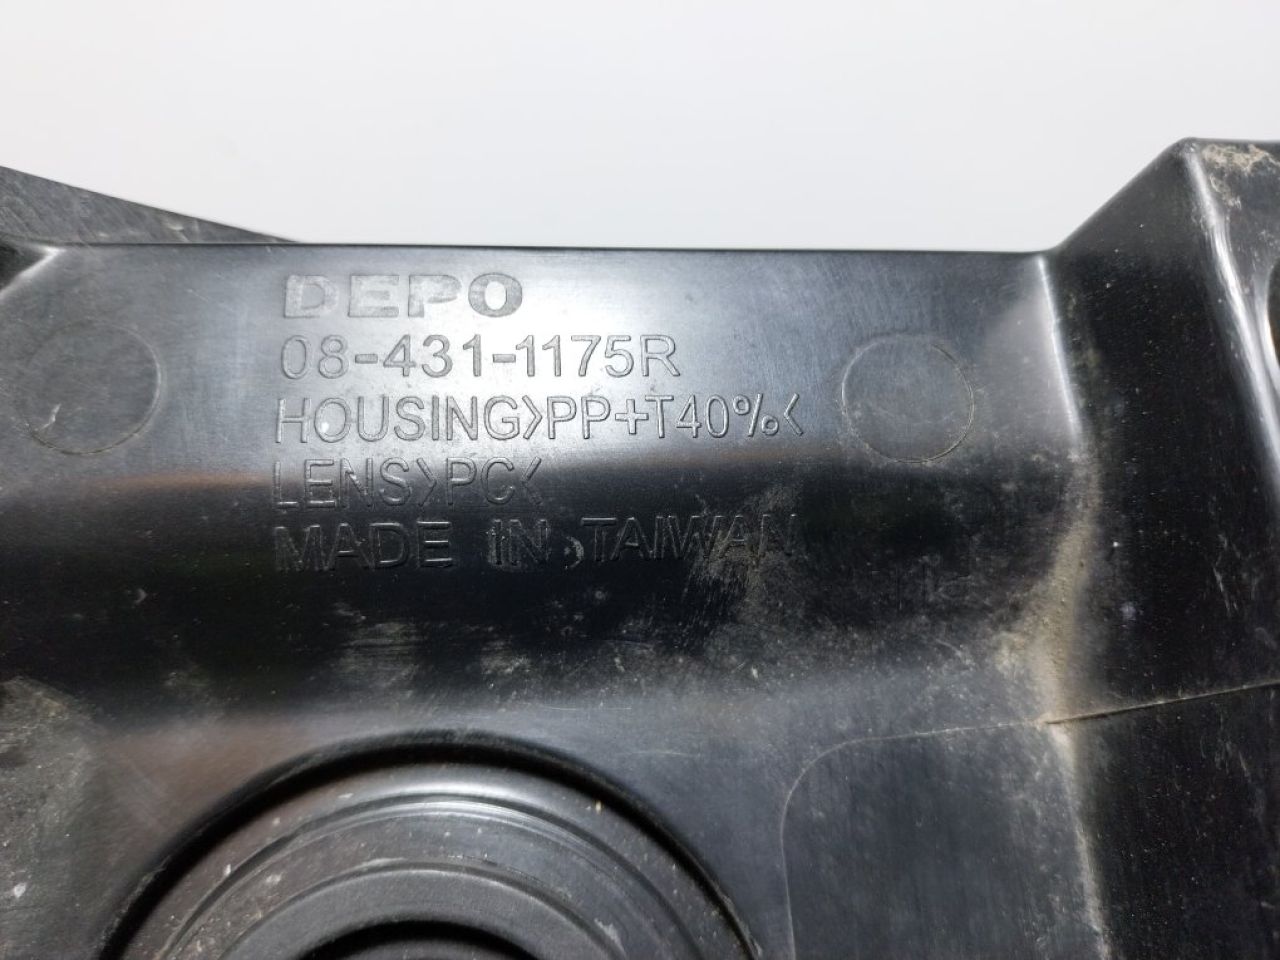 DEPO
08-431-1175R
HOUSING>PP+T40%<
LENS>PC<
MADE IN TAIWAN